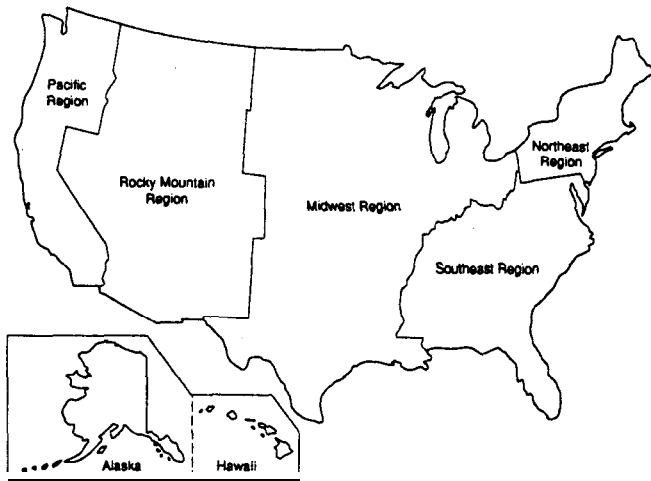 Pacific
Region
Northeast
Region
Rocky Mountain
Region
Midwest Region
Southeast Region
Alaska
Hawaii